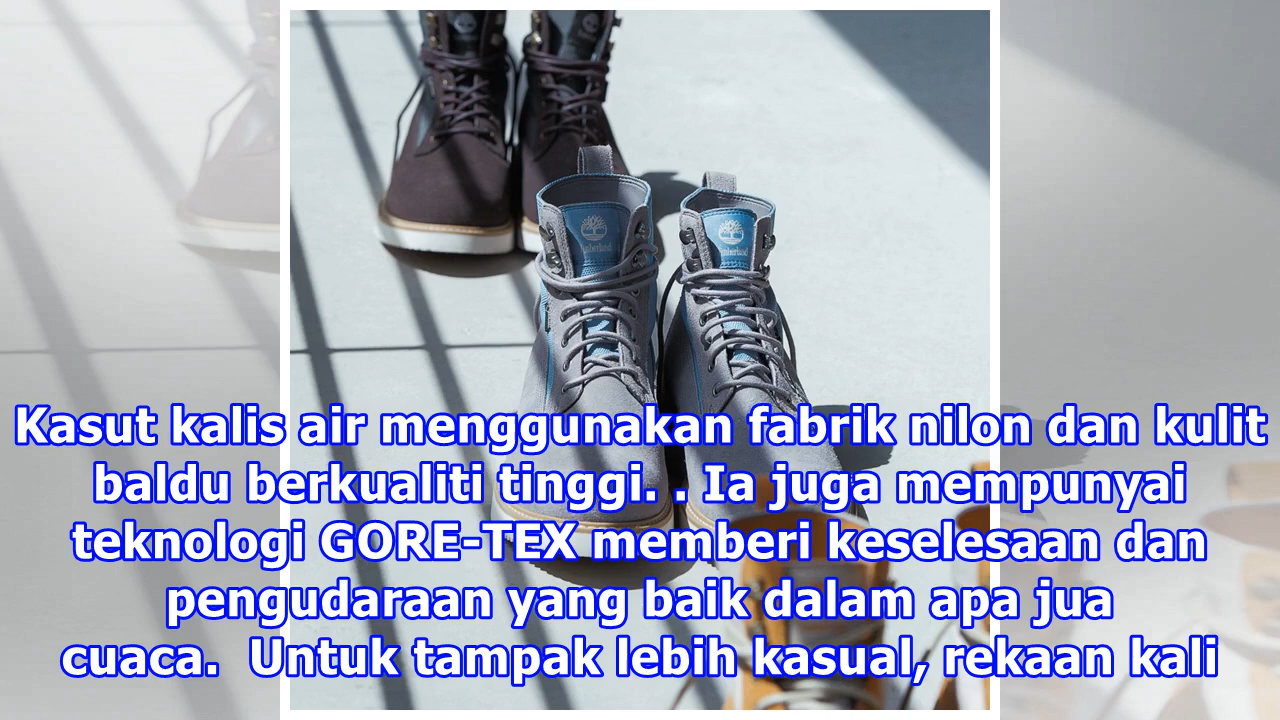 Timberland
Kasut kalis air menggunakan fabrik nilon dan kulit
baldu berkualiti tinggi. . Ia juga mempunyai
teknologi GORE-TEX memberi keselesaan dan
pengudaraan yang baik dalam apa jua
cuaca.  Untuk tampak lebih kasual, rekaan kali